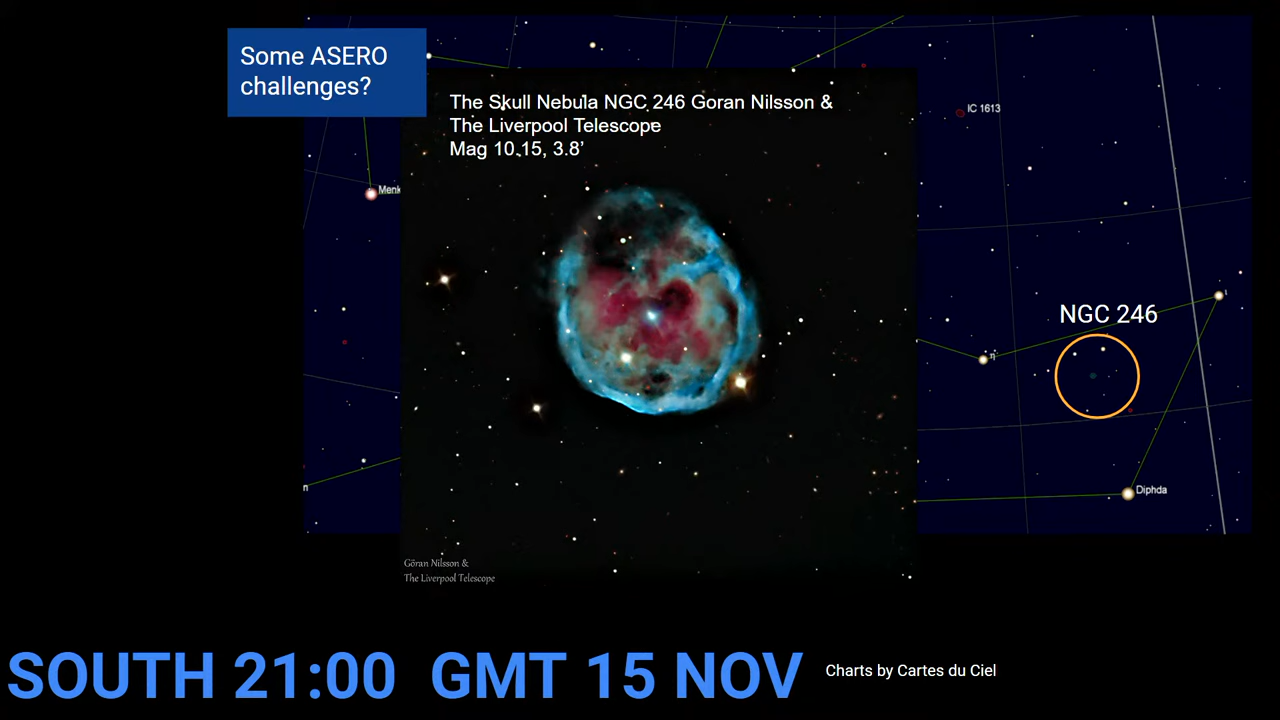 Some ASERO
challenges?
The Skull Nebula NGC 246 Goran Nilsson &
The Liverpool Telescope
Mag 10.15, 3.8’
IC 1613
Menk
NGC 246
ι
η
n
Diphda
Göran Nilsson &
The Liverpool Telescope
SOUTH 21:00 GMT 15 NOV
Charts by Cartes du Ciel